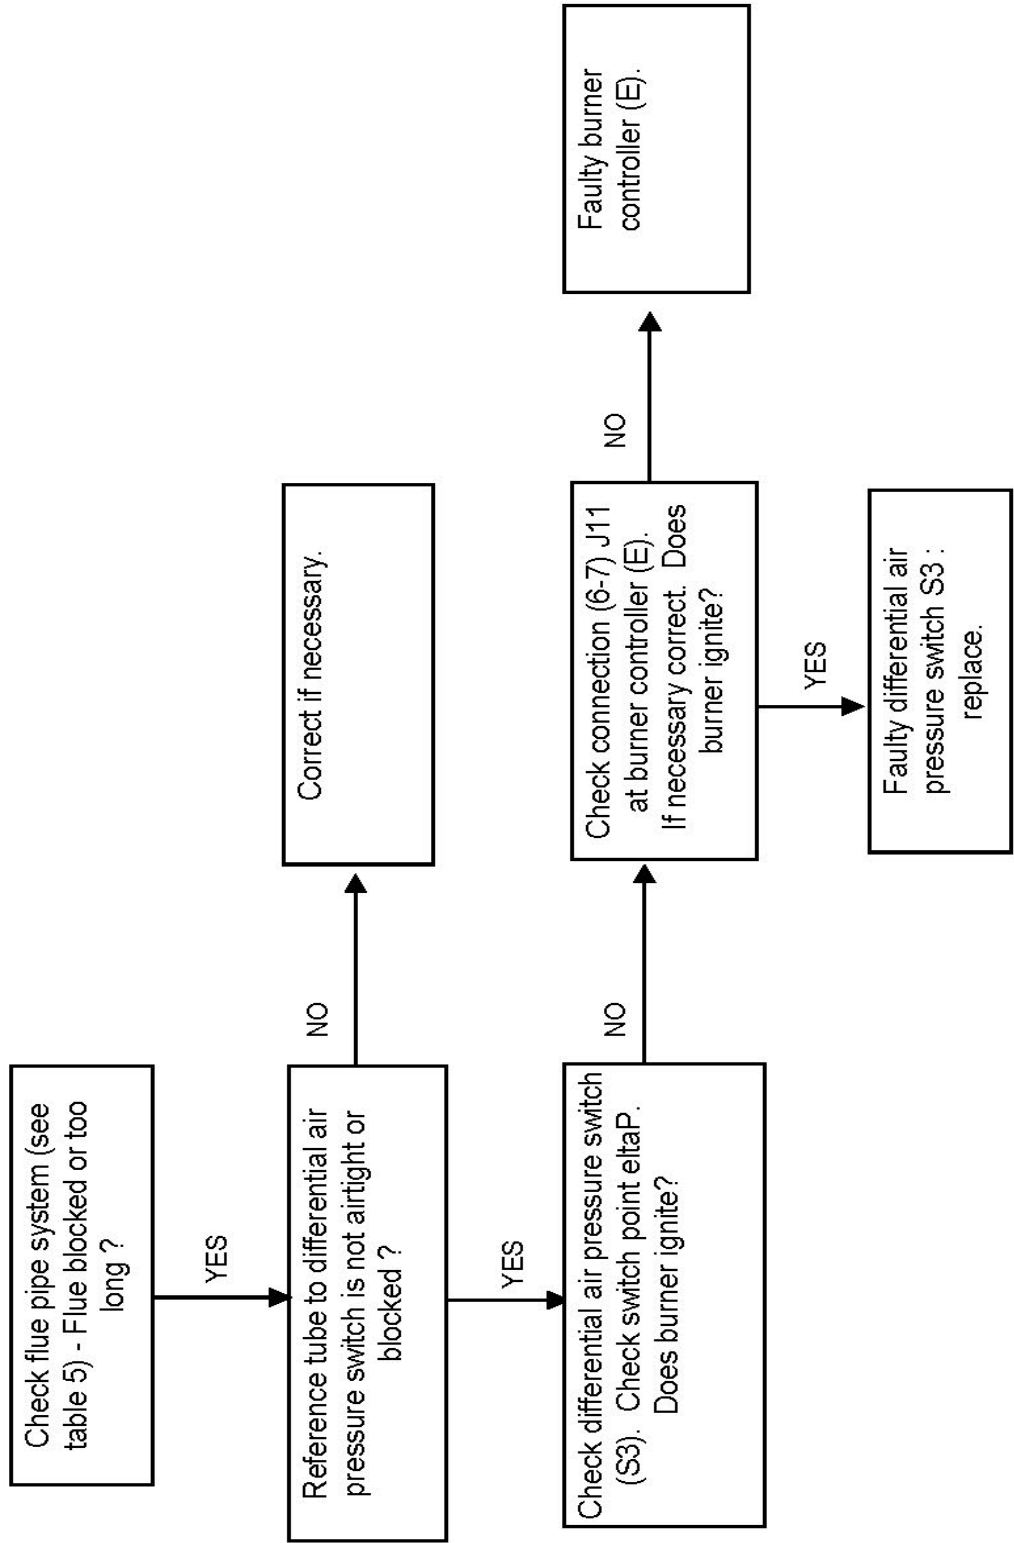 Check flue pipe system (see
table 5) - Flue blocked or too
long ?
YES
Reference tube to differential air
pressure switch is not airtight or
blocked ?
NO
Correct if necessary.
YES
Check differential air pressure switch
(S3).  Check switch point eltaP.
Does burner ignite?
NO
Check connection (6-7) J11
at burner controller (E).
If necessary correct.  Does
burner ignite?
NO
Faulty burner
controller (E).
YES
Faulty differential air
pressure switch S3 :
replace.